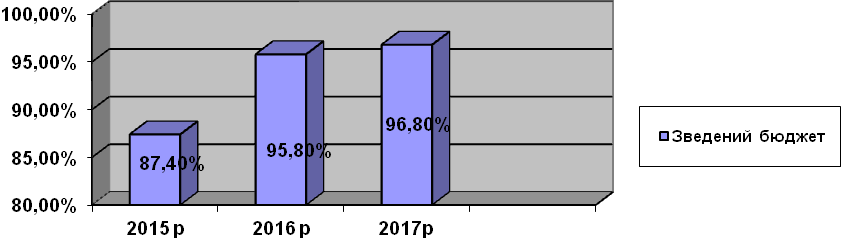 100,00%
95,00%
90,00%
85,00%
80,00%
87,40%
95,80%
96,80%
2015 р
2016 р
2017р
Зведений бюджет